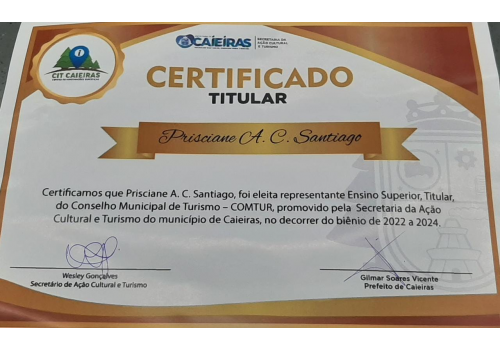 CAIEIRAS
SECRETARIA DE
AÇÃO CULTURAL
E TURISMO
CIT CAIEIRAS
CERTIFICADO
TITULAR
Prisciane A. C. Santiago
Certificamos que Prisciane A. C. Santiago, foi eleita representante Ensino Superior, Titular,
do Conselho Municipal de Turismo – COMTUR, promovido pela Secretaria da Ação
Cultural e Turismo do município de Caieiras, no decorrer do biênio de 2022 a 2024.
Wesley Gonçalves
Secretário de Ação Cultural e Turismo
Gilmar Soares Vicente
Prefeito de Caieiras